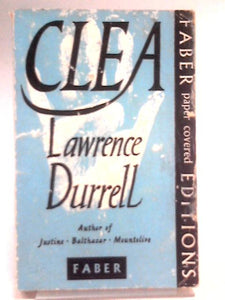 CLEA
Lawrence
Durrell
Author of
Justine · Balthazar · Mountolive
FABER
FABER paper covered EDITIONS